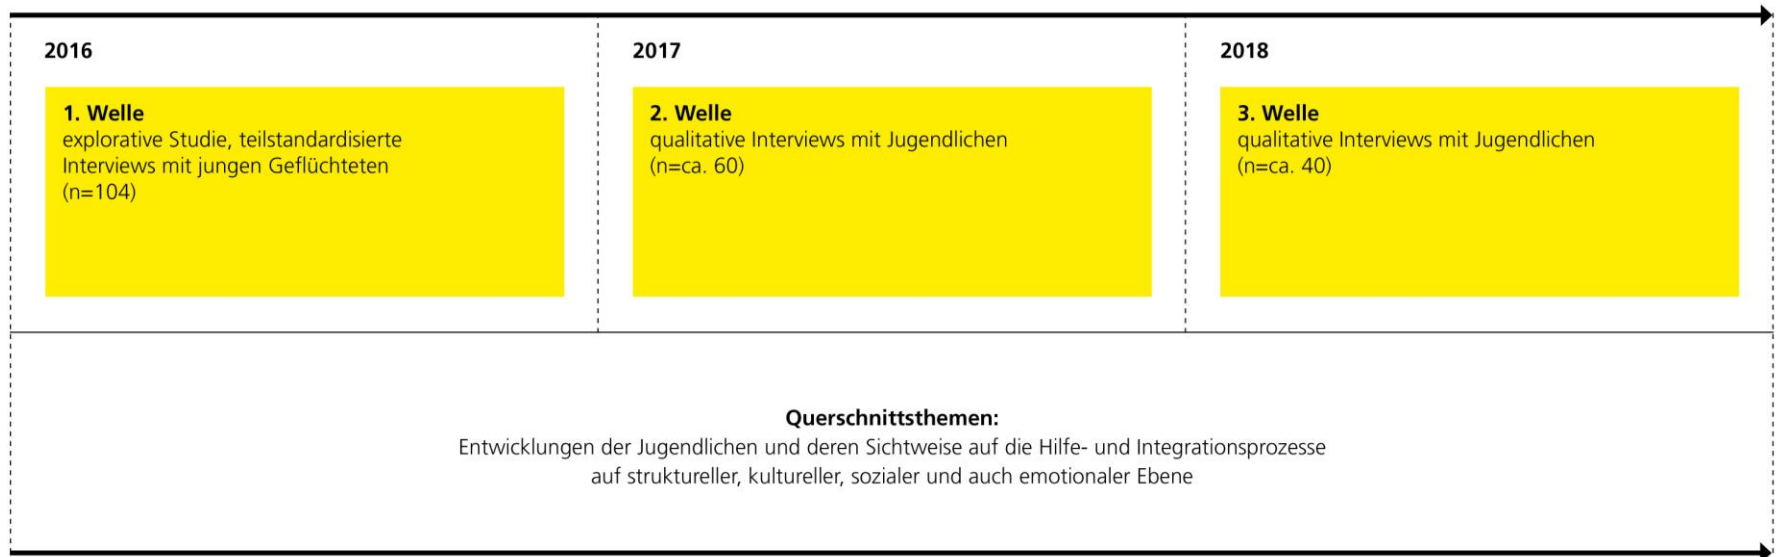 2016
1. Welle
explorative Studie, teilstandardisierte
Interviews mit jungen Geflüchteten
(n=104)
2017
2. Welle
qualitative Interviews mit Jugendlichen
(n=ca. 60)
2018
3. Welle
qualitative Interviews mit Jugendlichen
(n=ca. 40)
Querschnittsthemen:
Entwicklungen der Jugendlichen und deren Sichtweise auf die Hilfe- und Integrationsprozesse
auf struktureller, kultureller, sozialer und auch emotionaler Ebene